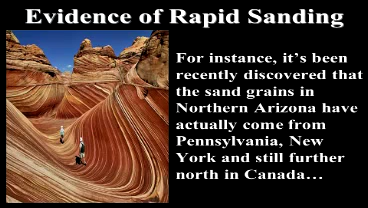 Evidence of Rapid Sanding
For instance, it's been
recently discovered that
the sand grains in
Northern Arizona have
actually come from
Pennsylvania, New
York and still further
north in Canada…